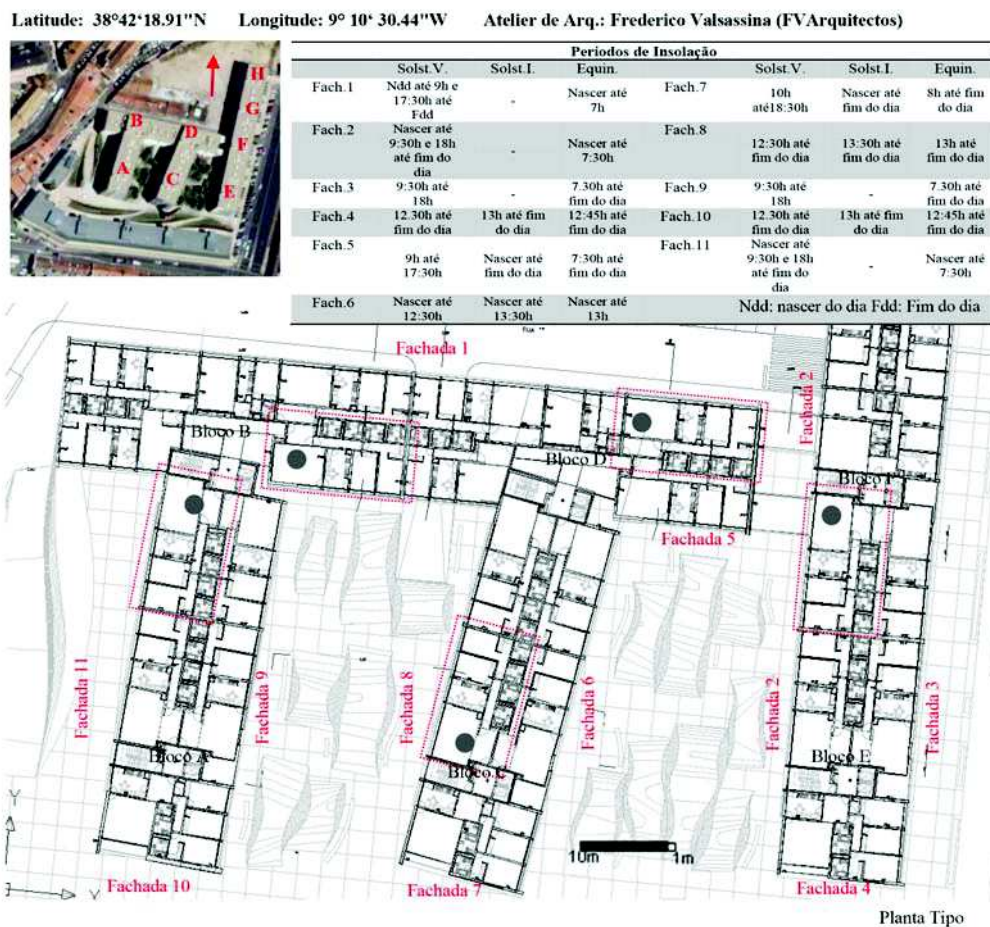 Latitude: 38°42‘18.91"N Longitude: 9° 10‘ 30.44"W Atelier de Arq.: Frederico Valsassina (FVArquitectos)
Periodos de Insolação
Solst.V. Solst.I. Equin. Solst.V. Solst.I. Equin.
Fach.1 Ndd até 9h e 17:30h até Fdd - Nascer até 7h Fach.7 10h até18:30h Nascer até fim do dia 8h até fim do dia
Fach.2 Nascer até 9:30h e 18h até fim do dia - Nascer até 7:30h Fach.8 12:30h até fim do dia 13:30h até fim do dia 13h até fim do dia
Fach.3 9:30h até 18h - 7.30h até fim do dia Fach.9 9:30h até 18h - 7.30h até fim do dia
Fach.4 12.30h até fim do dia 13h até fim do dia 12:45h até fim do dia Fach.10 12.30h até fim do dia 13h até fim do dia 12:45h até fim do dia
Fach.5 9h até 17:30h Nascer até fim do dia 7:30h até fim do dia Fach.11 Nascer até 9:30h e 18h até fim do dia - Nascer até 7:30h
Fach.6 Nascer até 12:30h Nascer até 13:30h Nascer até 13h Ndd: nascer do dia Fdd: Fim do dia
H
G
B
D
F
A
C
E
Fachada 1
Fachada 2
Bloco B
Bloco D
Bloco F
Fachada 5
Fachada 11
Fachada 9
Fachada 8
Fachada 6
Fachada 2
Fachada 3
Bloco A
Bloco C
Bloco E
10m 1m
Fachada 10
Fachada 7
Fachada 4
Y
Planta Tipo